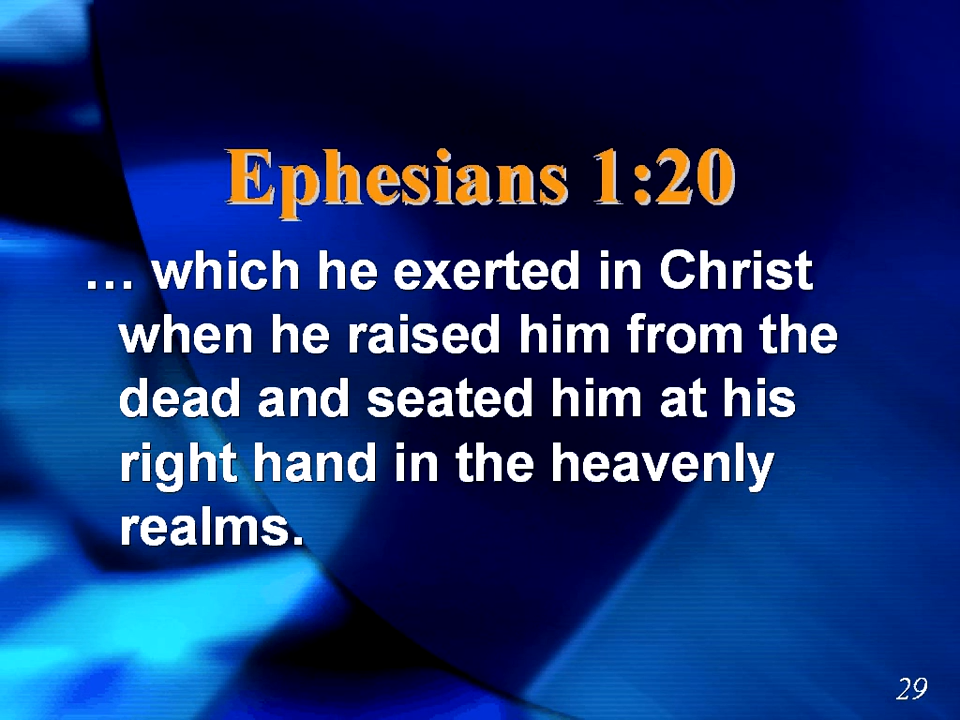 Ephesians 1:20
… which he exerted in Christ
when he raised him from the
dead and seated him at his
right hand in the heavenly
realms.
29